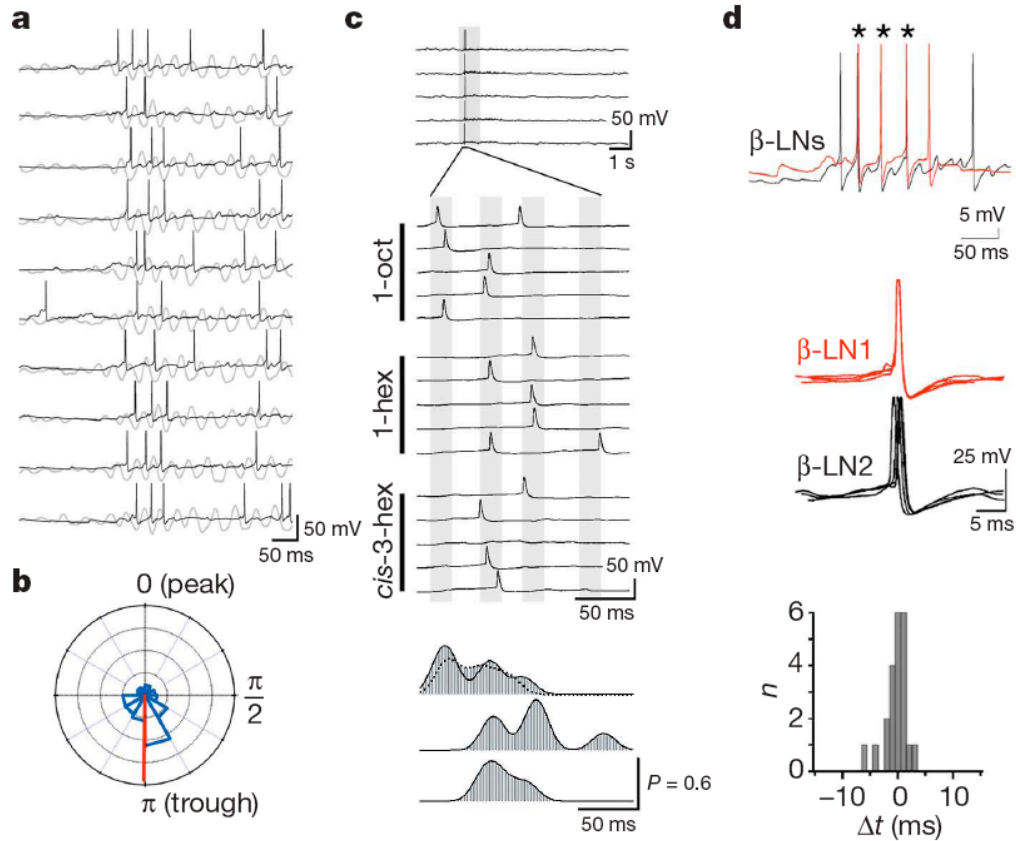 a
50 mV
50 ms
b
0 (peak)
π
2
π (trough)
c
50 mV
1 s
1-oct
1-hex
cis-3-hex
50 mV
50 ms
P = 0.6
50 ms
d
* * *
β-LNs
5 mV
50 ms
β-LN1
β-LN2
25 mV
5 ms
6
4
2
0
n
−10 0 10
Δt (ms)